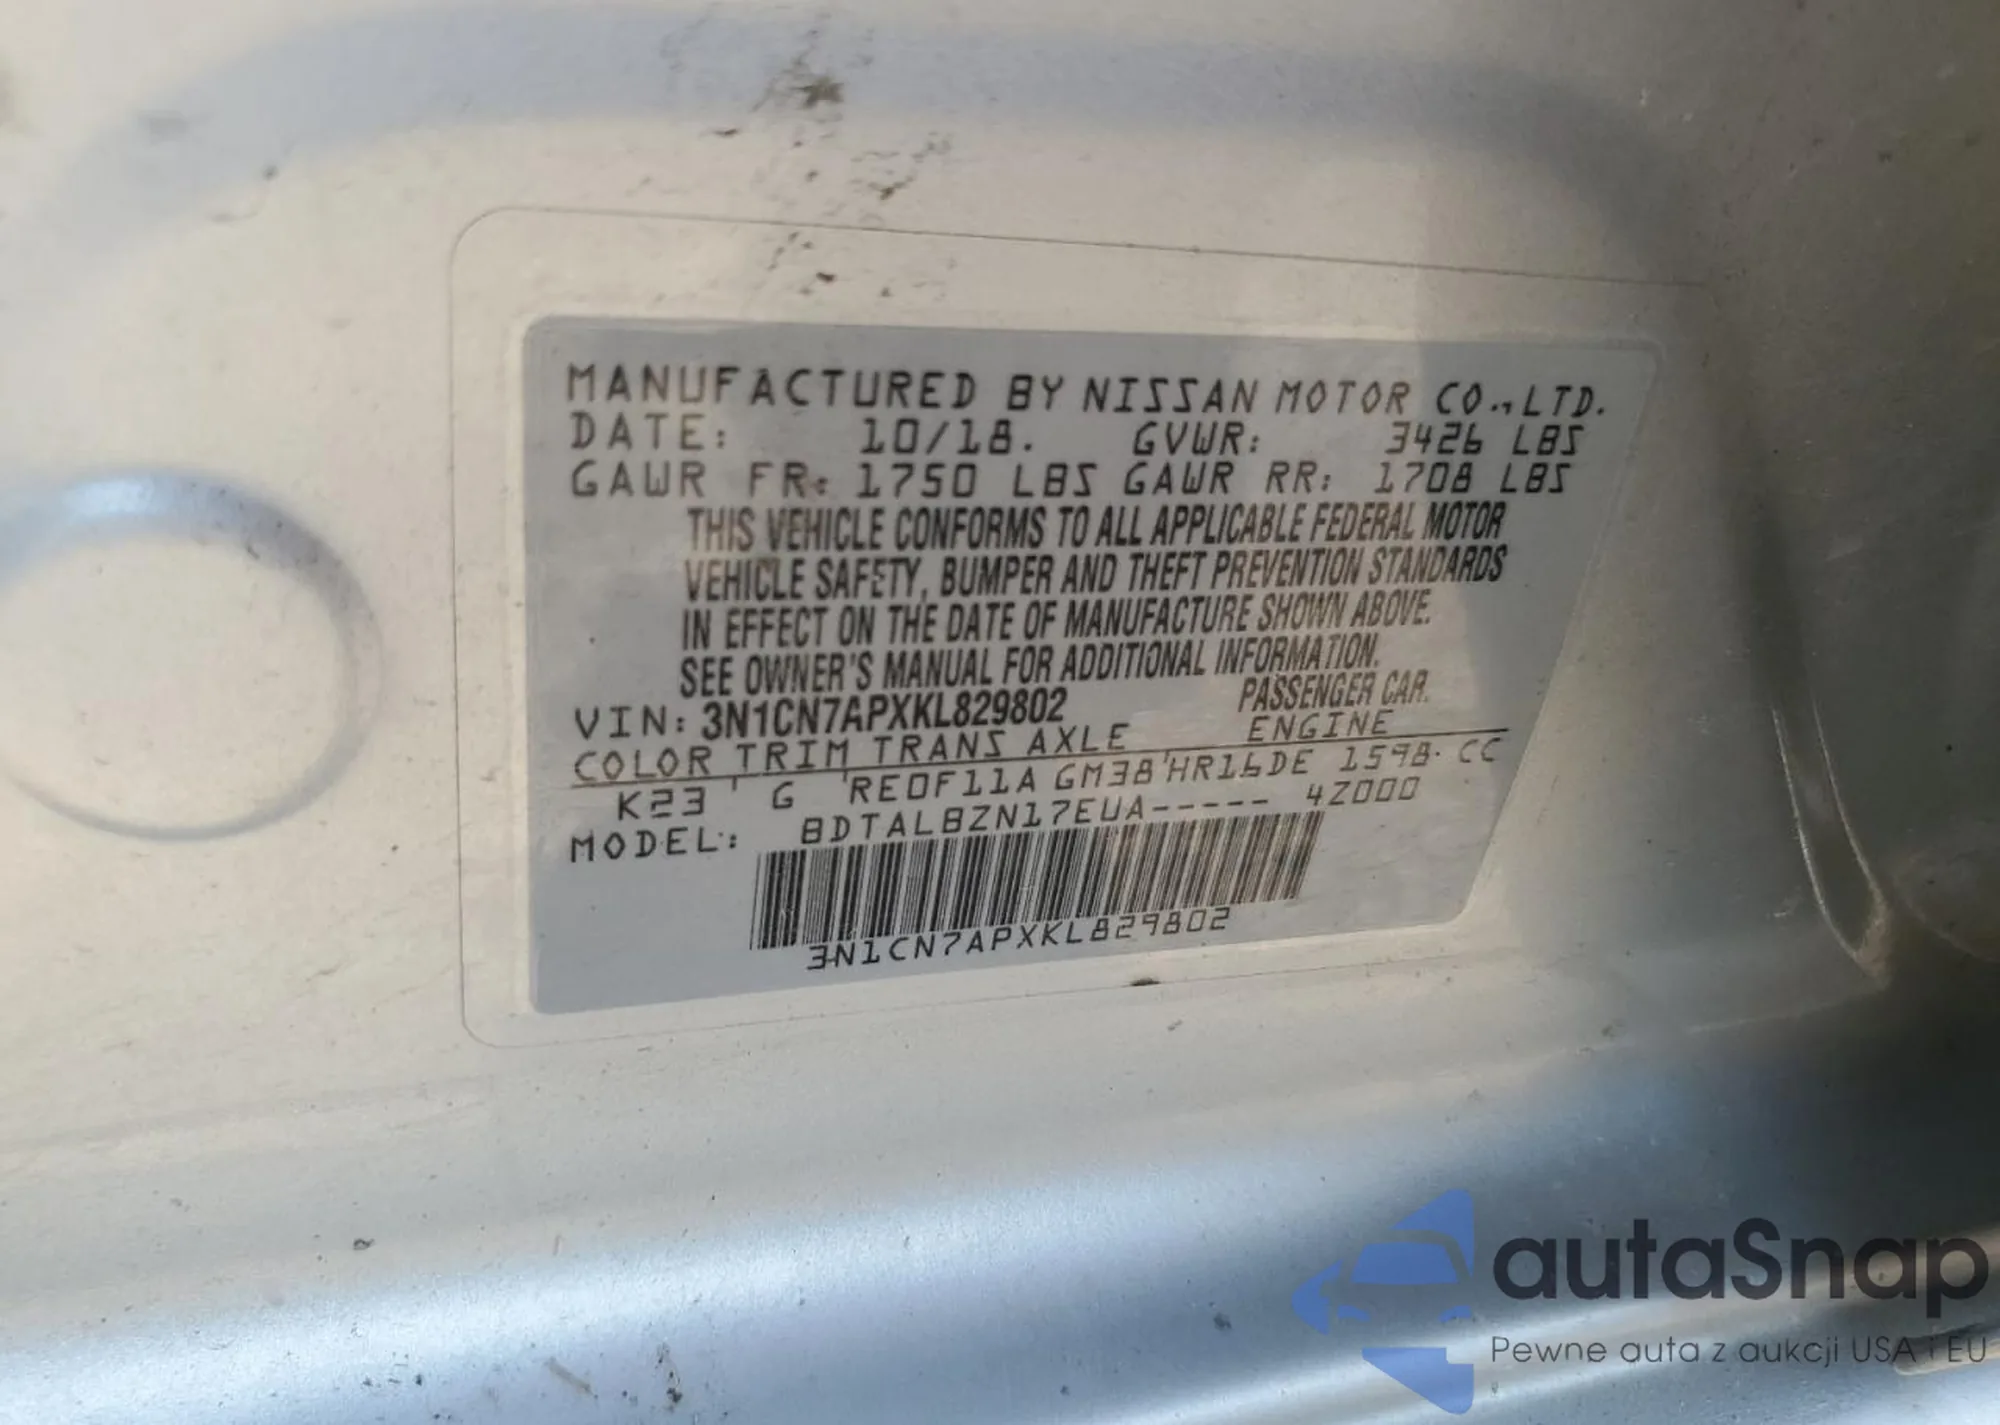 MANUFACTURED BY NISSAN MOTOR CO., LTD.
DATE: 10/18. GVWR: 3426 LBS
GAWR FR: 1750 LBS GAWR RR: 1708 LBS
THIS VEHICLE CONFORMS TO ALL APPLICABLE FEDERAL MOTOR
VEHICLE SAFETY, BUMPER AND THEFT PREVENTION STANDARDS
IN EFFECT ON THE DATE OF MANUFACTURE SHOWN ABOVE.
SEE OWNER'S MANUAL FOR ADDITIONAL INFORMATION.
VIN: 3N1CN7APXKL829802 PASSENGER CAR.
COLOR TRIM TRANS AXLE ENGINE
K23 ' G ' RE0F11A GM38 ' HR16DE 1598. CC
MODEL: BDTALBZN17EUA----- 4Z000
3N1CN7APXKL829802
autaSnap
Pewne auta z aukcji USA i EU